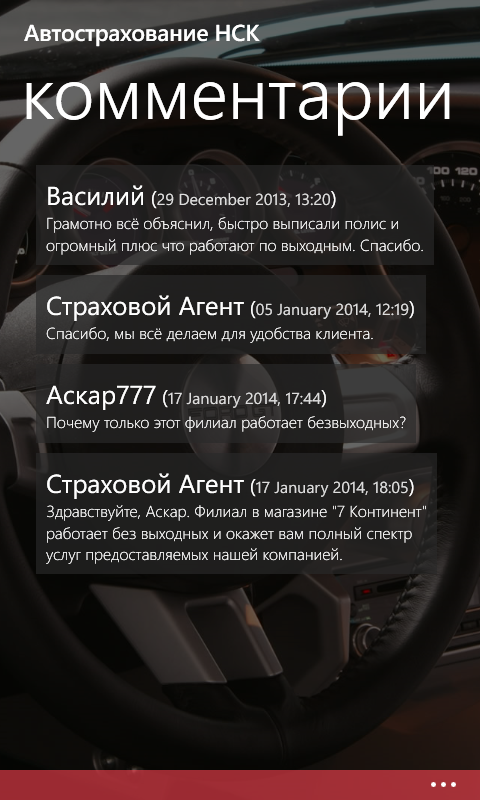 Автострахование НСК
комментарии
Василий (29 December 2013, 13:20)
Грамотно всё объяснил, быстро выписали полис и
огромный плюс что работают по выходным. Спасибо.
Страховой Агент (05 January 2014, 12:19)
Спасибо, мы всё делаем для удобства клиента.
Аскар777 (17 January 2014, 17:44)
Почему только этот филиал работает безвыходных?
Страховой Агент (17 January 2014, 18:05)
Здравствуйте, Аскар. Филиал в магазине "7 Континент"
работает без выходных и окажет вам полный спектр
услуг предоставляемых нашей компанией.
100 120